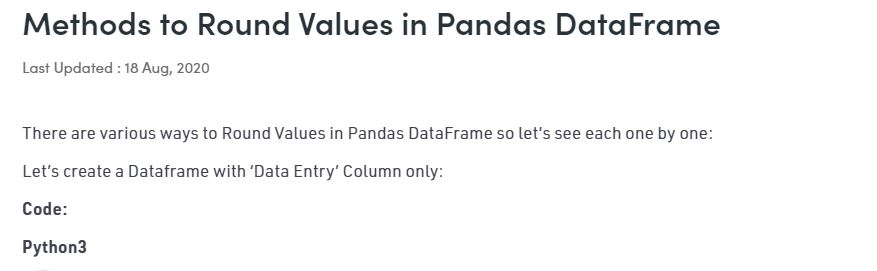 Methods to Round Values in Pandas DataFrame
Last Updated : 18 Aug, 2020
There are various ways to Round Values in Pandas DataFrame so let’s see each one by one:
Let’s create a Dataframe with ‘Data Entry’ Column only:
Code:
Python3